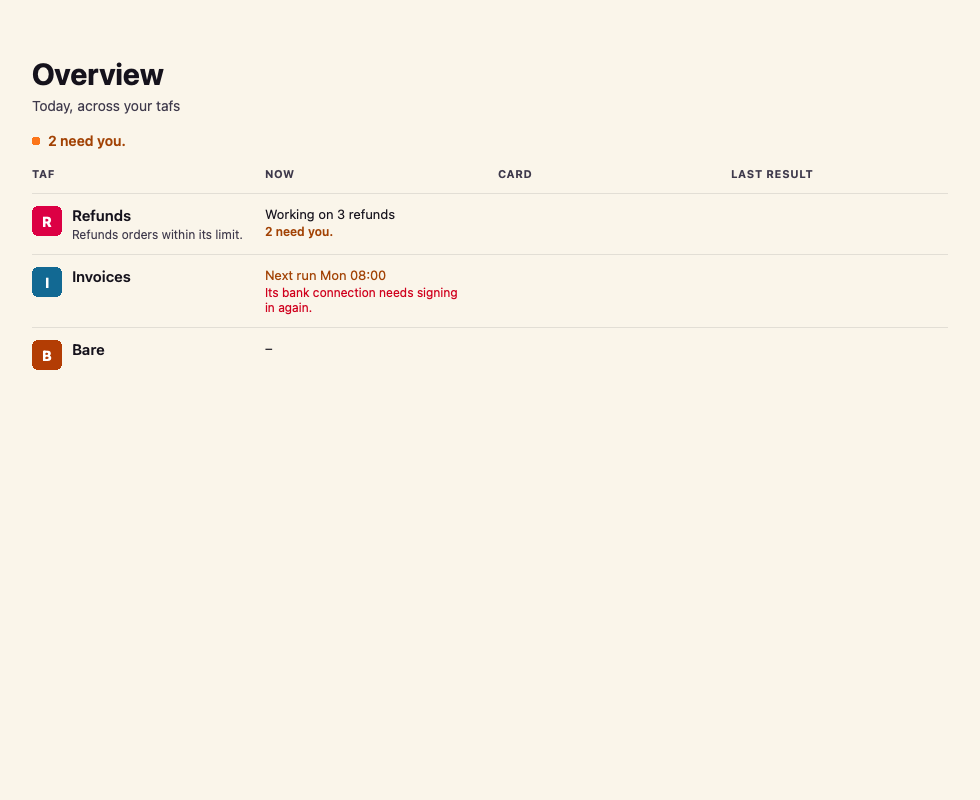 Overview
Today, across your tafs
2 need you.
TAF NOW CARD LAST RESULT
R Refunds Working on 3 refunds
Refunds orders within its limit. 2 need you.
I Invoices Next run Mon 08:00
Its bank connection needs signing
in again.
B Bare –